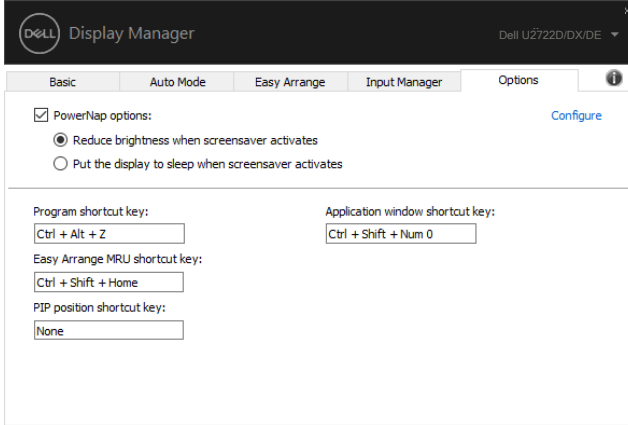 DELL Display Manager
Dell U2722D/DX/DE
Basic Auto Mode Easy Arrange Input Manager Options
PowerNap options: Configure
Reduce brightness when screensaver activates
Put the display to sleep when screensaver activates
Program shortcut key: Application window shortcut key:
Ctrl + Alt + Z Ctrl + Shift + Num 0
Easy Arrange MRU shortcut key:
Ctrl + Shift + Home
PIP position shortcut key:
None